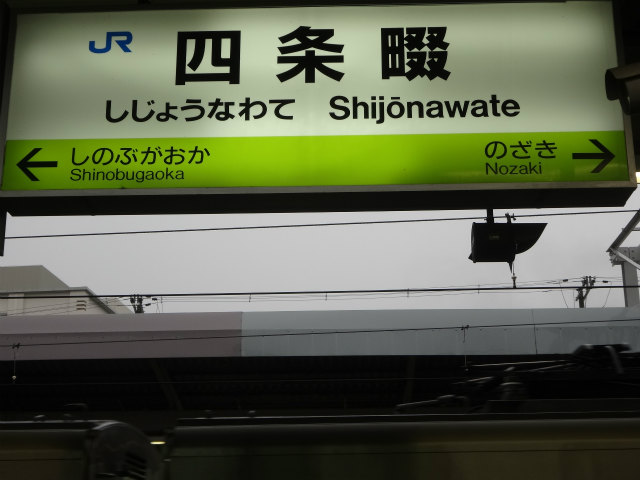 JR 四条畷
しじょうなわて Shijōnawate
← しのぶがおか のざき →
Shinobugaoka Nozaki